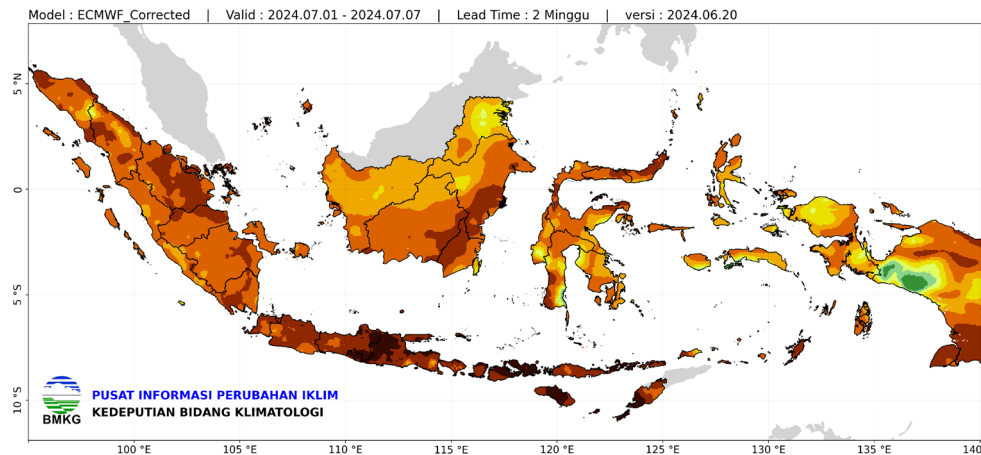 Model : ECMWF_Corrected | Valid : 2024.07.01 - 2024.07.07 | Lead Time : 2 Minggu | versi : 2024.06.20
5 °N
0
5 °S
10 °S
PUSAT INFORMASI PERUBAHAN IKLIM
KEDEPUTIAN BIDANG KLIMATOLOGI
BMKG
100 °E 105 °E 110 °E 115 °E 120 °E 125 °E 130 °E 135 °E 140